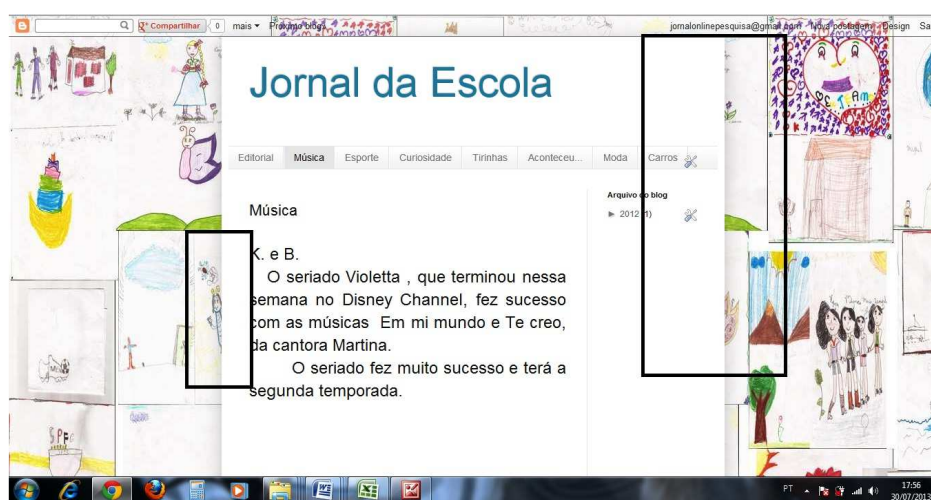 Compartilhar 0 mais Próximo blog» jornalonlinepesquisa@gmail.com Nova postagem Design Sa
Jornal da Escola
Editorial Música Esporte Curiosidade Tirinhas Aconteceu... Moda Carros
Arquivo do blog
► 2012 (1)
Música
K. e B.
O seriado Violetta , que terminou nessa
semana no Disney Channel, fez sucesso
com as músicas Em mi mundo e Te creo,
da cantora Martina.
O seriado fez muito sucesso e terá a
segunda temporada.
SPFC
PT 17:56
30/07/2013